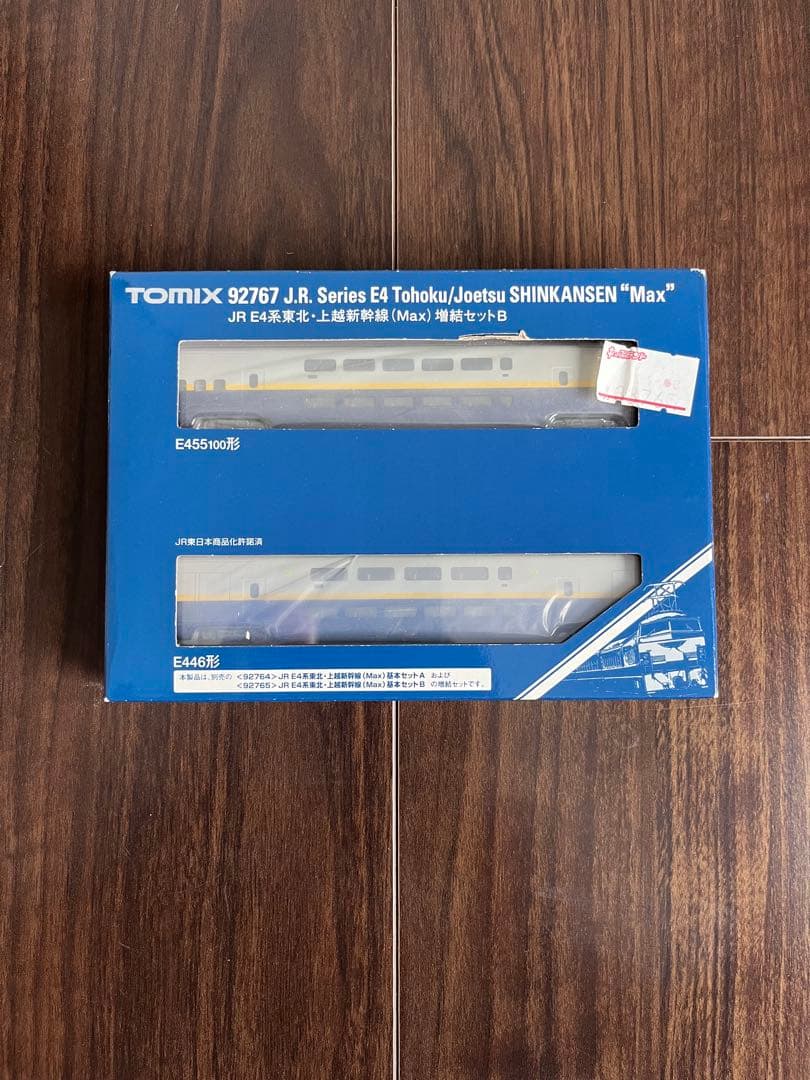 TOMIX 92767 J.R. Series E4 Tohoku/Joetsu SHINKANSEN “Max”
JR E4系東北・上越新幹線(Max)増結セットB
E455100形
JR東日本商品化許諾済
E446形
本製品は、別売の <92764>JR E4系東北・上越新幹線(Max)基本セットA および
<92765>JR E4系東北・上越新幹線(Max)基本セットB の増結セットです。